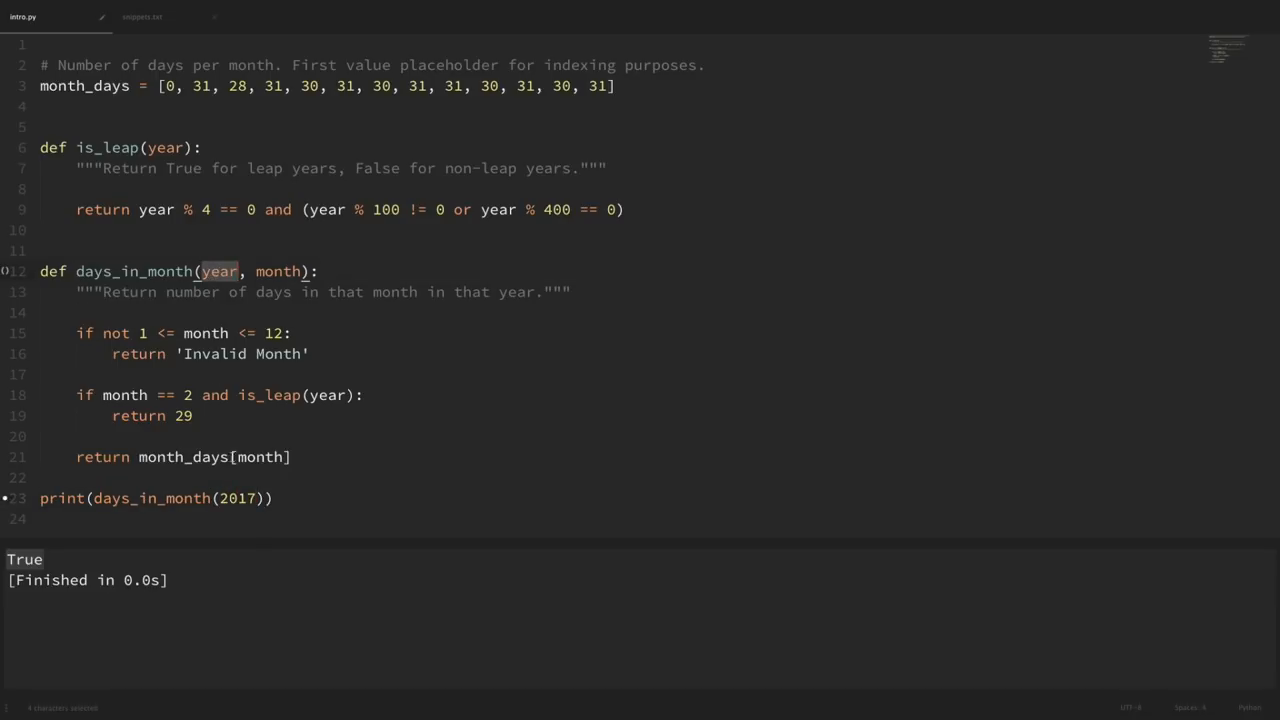 intro.py
snippets.txt
1
2 # Number of days per month. First value placeholder for indexing purposes.
3 month_days = [0, 31, 28, 31, 30, 31, 30, 31, 31, 30, 31, 30, 31]
4
5
6 def is_leap(year):
7 """Return True for leap years, False for non-leap years."""
8
9 return year % 4 == 0 and (year % 100 != 0 or year % 400 == 0)
10
11
12 def days_in_month(year, month):
13 """Return number of days in that month in that year."""
14
15 if not 1 <= month <= 12:
16 return 'Invalid Month'
17
18 if month == 2 and is_leap(year):
19 return 29
20
21 return month_days[month]
22
23 print(days_in_month(2017))
24
True
[Finished in 0.0s]
4 characters selected
UTF-8
Spaces: 4
Python